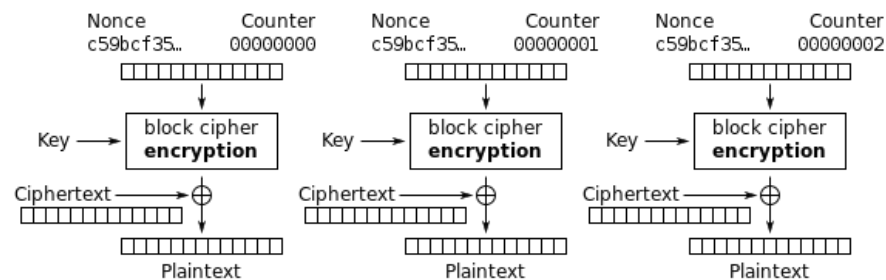 Nonce Counter Nonce Counter Nonce Counter
c59bcf35… 00000000 c59bcf35… 00000001 c59bcf35… 00000002
block cipher block cipher block cipher
Key encryption Key encryption Key encryption
Ciphertext Ciphertext Ciphertext
Plaintext Plaintext Plaintext